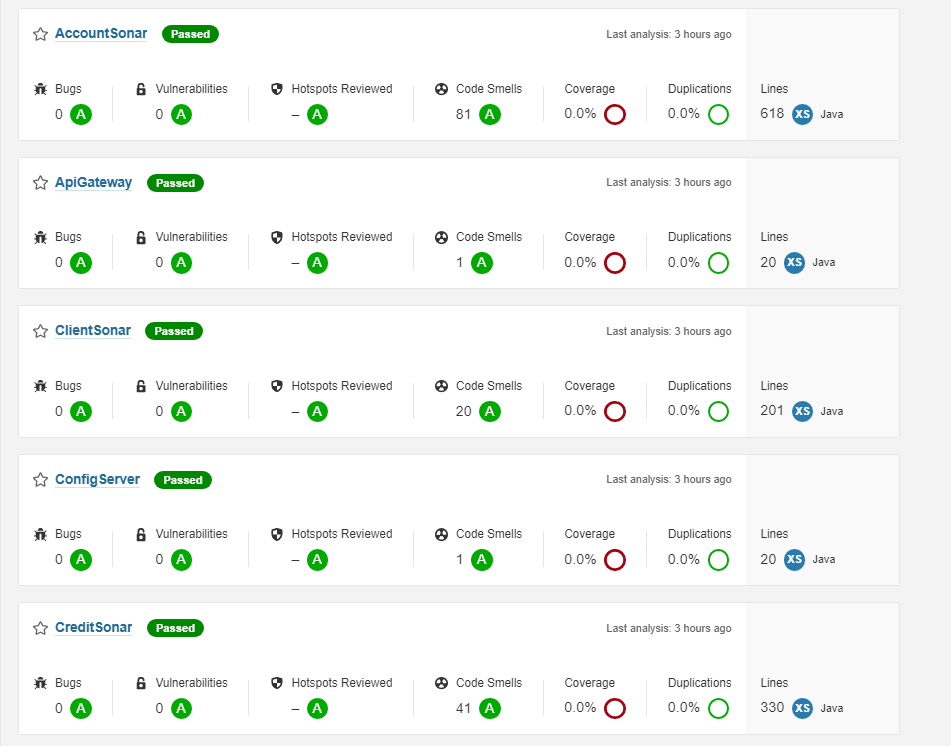 AccountSonar Passed Last analysis: 3 hours ago
Bugs Vulnerabilities Hotspots Reviewed Code Smells Coverage Duplications Lines
0 A 0 A – A 81 A 0.0% 0.0% 618 XS Java
ApiGateway Passed Last analysis: 3 hours ago
Bugs Vulnerabilities Hotspots Reviewed Code Smells Coverage Duplications Lines
0 A 0 A – A 1 A 0.0% 0.0% 20 XS Java
ClientSonar Passed Last analysis: 3 hours ago
Bugs Vulnerabilities Hotspots Reviewed Code Smells Coverage Duplications Lines
0 A 0 A – A 20 A 0.0% 0.0% 201 XS Java
ConfigServer Passed Last analysis: 3 hours ago
Bugs Vulnerabilities Hotspots Reviewed Code Smells Coverage Duplications Lines
0 A 0 A – A 1 A 0.0% 0.0% 20 XS Java
CreditSonar Passed Last analysis: 3 hours ago
Bugs Vulnerabilities Hotspots Reviewed Code Smells Coverage Duplications Lines
0 A 0 A – A 41 A 0.0% 0.0% 330 XS Java